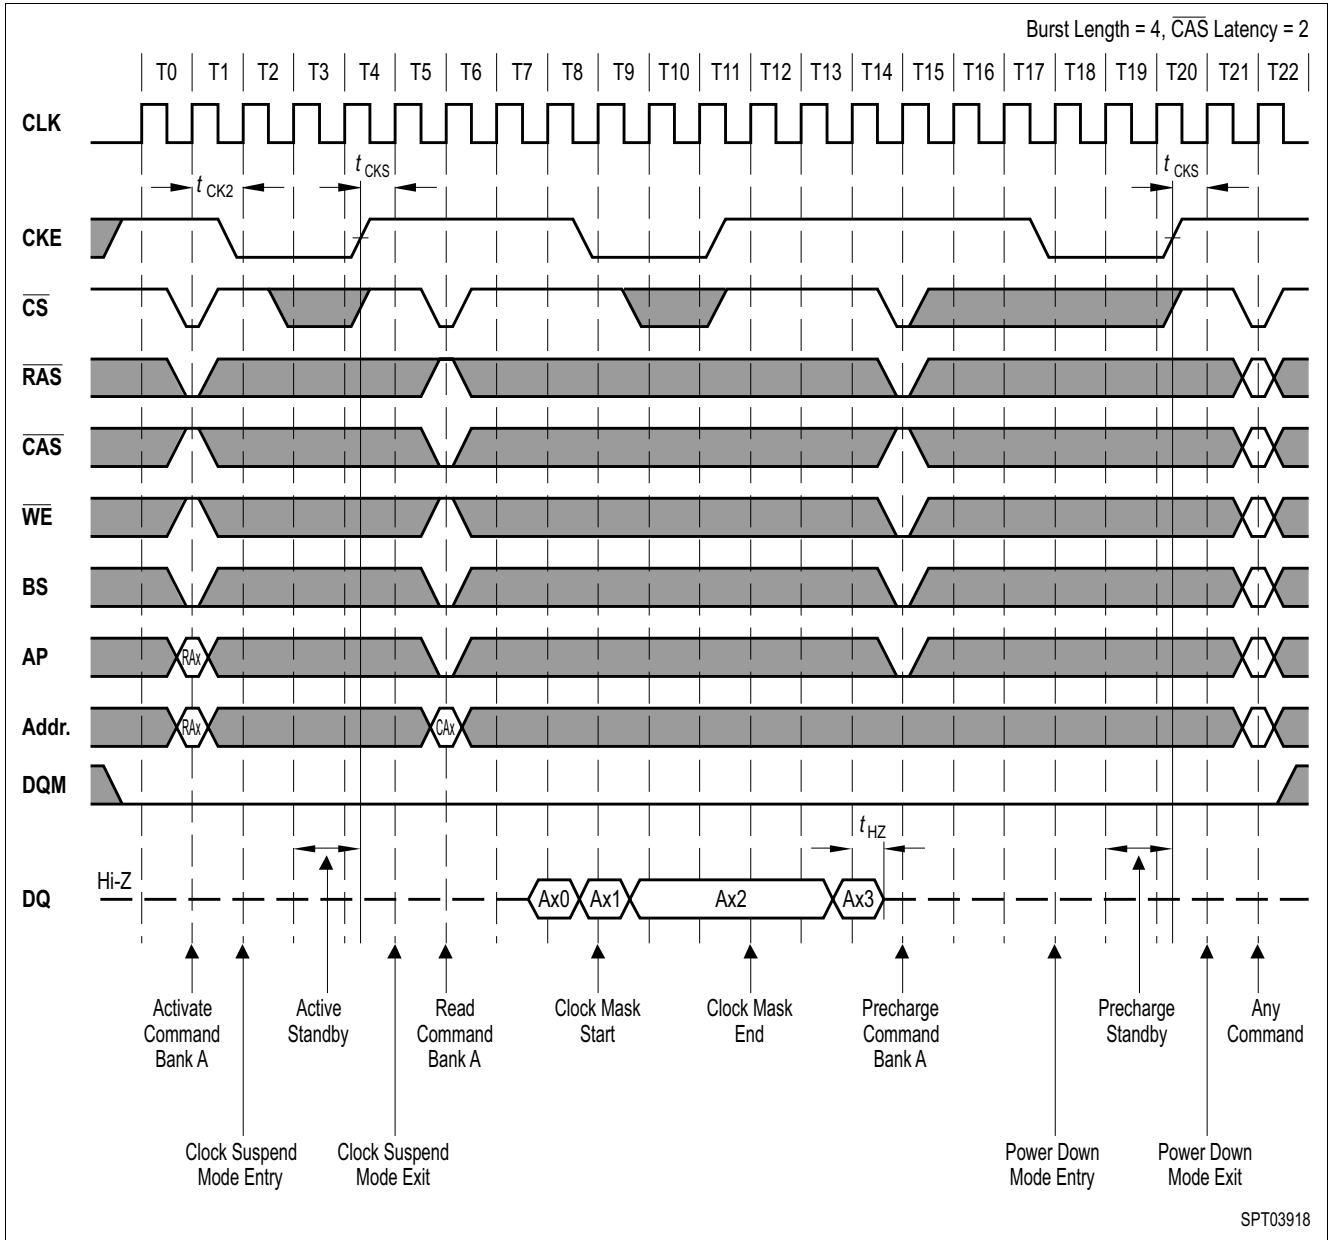 Burst Length = 4, CAS Latency = 2
T0 T1 T2 T3 T4 T5 T6 T7 T8 T9 T10 T11 T12 T13 T14 T15 T16 T17 T18 T19 T20 T21 T22
CLK
t CK2
t CKS
t CKS
CKE
CS
RAS
CAS
WE
BS
AP
RAx
Addr.
RAx
CAx
DQM
t HZ
DQ
Hi-Z
Ax0
Ax1
Ax2
Ax3
Activate
Command
Bank A
Active
Standby
Read
Command
Bank A
Clock Mask
Start
Clock Mask
End
Precharge
Command
Bank A
Precharge
Standby
Any
Command
Clock Suspend
Mode Entry
Clock Suspend
Mode Exit
Power Down
Mode Entry
Power Down
Mode Exit
SPT03918